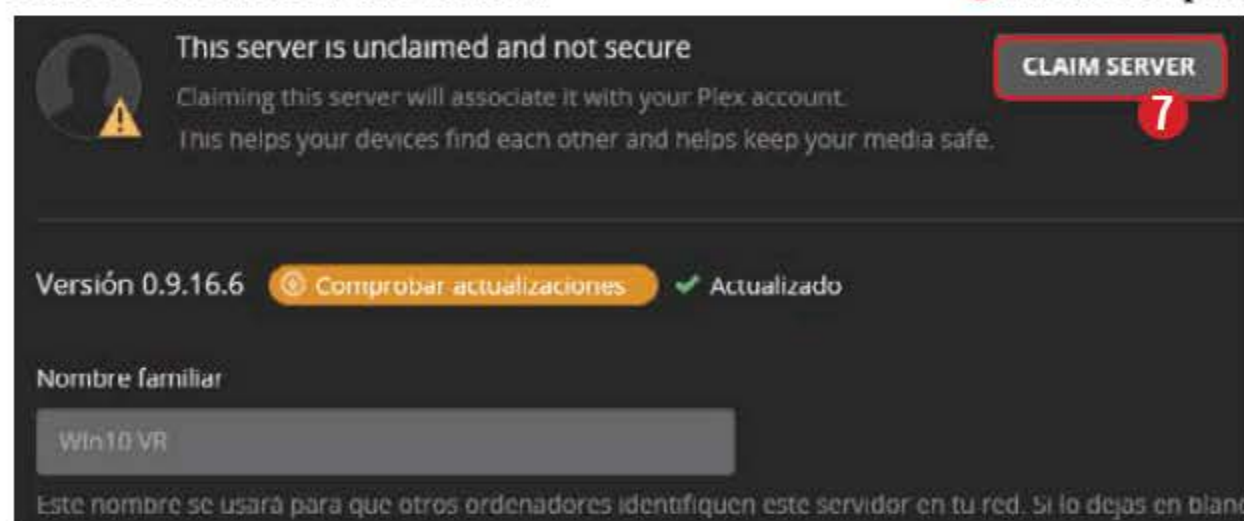 This server is unclaimed and not secure
CLAIM SERVER
7
Claiming this server will associate it with your Plex account.
This helps your devices find each other and helps keep your media safe.
Versión 0.9.16.6 Comprobar actualizaciones Actualizado
Nombre familiar
Win10 VR
Este nombre se usará para que otros ordenadores identifiquen este servidor en tu red. Si lo dejas en